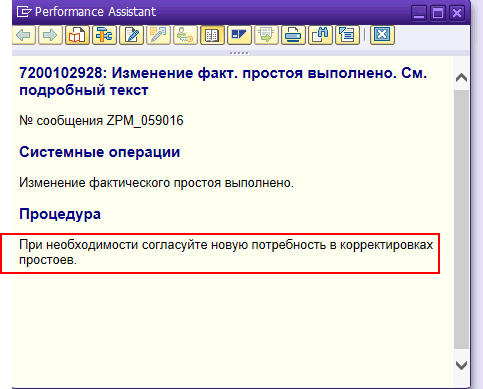 Performance Assistant
7200102928: Изменение факт. простоя выполнено. См.
подробный текст
№ сообщения ZPM_059016
Системные операции
Изменение фактического простоя выполнено.
Процедура
При необходимости согласуйте новую потребность в корректировках
простоев.